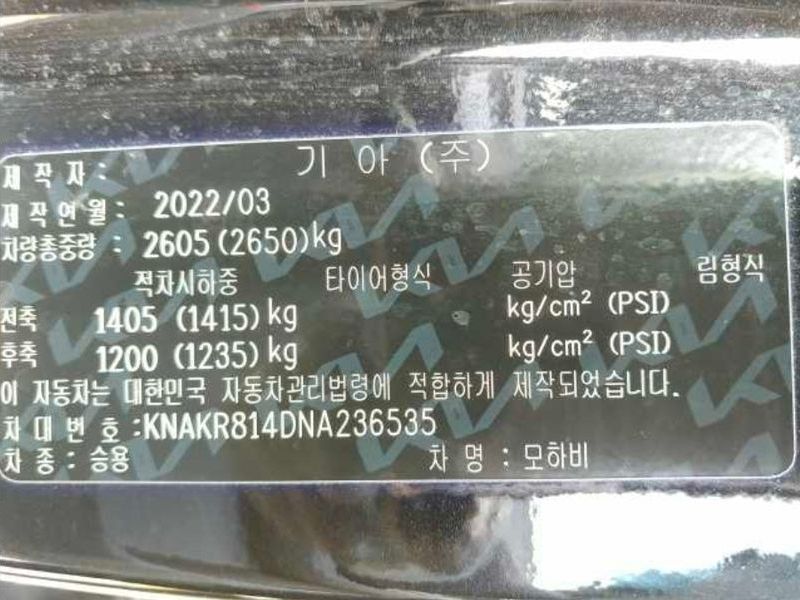 제작자: 기아(주)
제작연월: 2022/03
차량총중량: 2605(2650)kg
적차시하중 타이어형식 공기압 림형식
전축 1405(1415)kg kg/cm² (PSI)
후축 1200(1235)kg kg/cm² (PSI)
이 자동차는 대한민국 자동차관리법령에 적합하게 제작되었습니다.
차대번호:KNAKR814DNA236535
차종: 승용 차명: 모하비